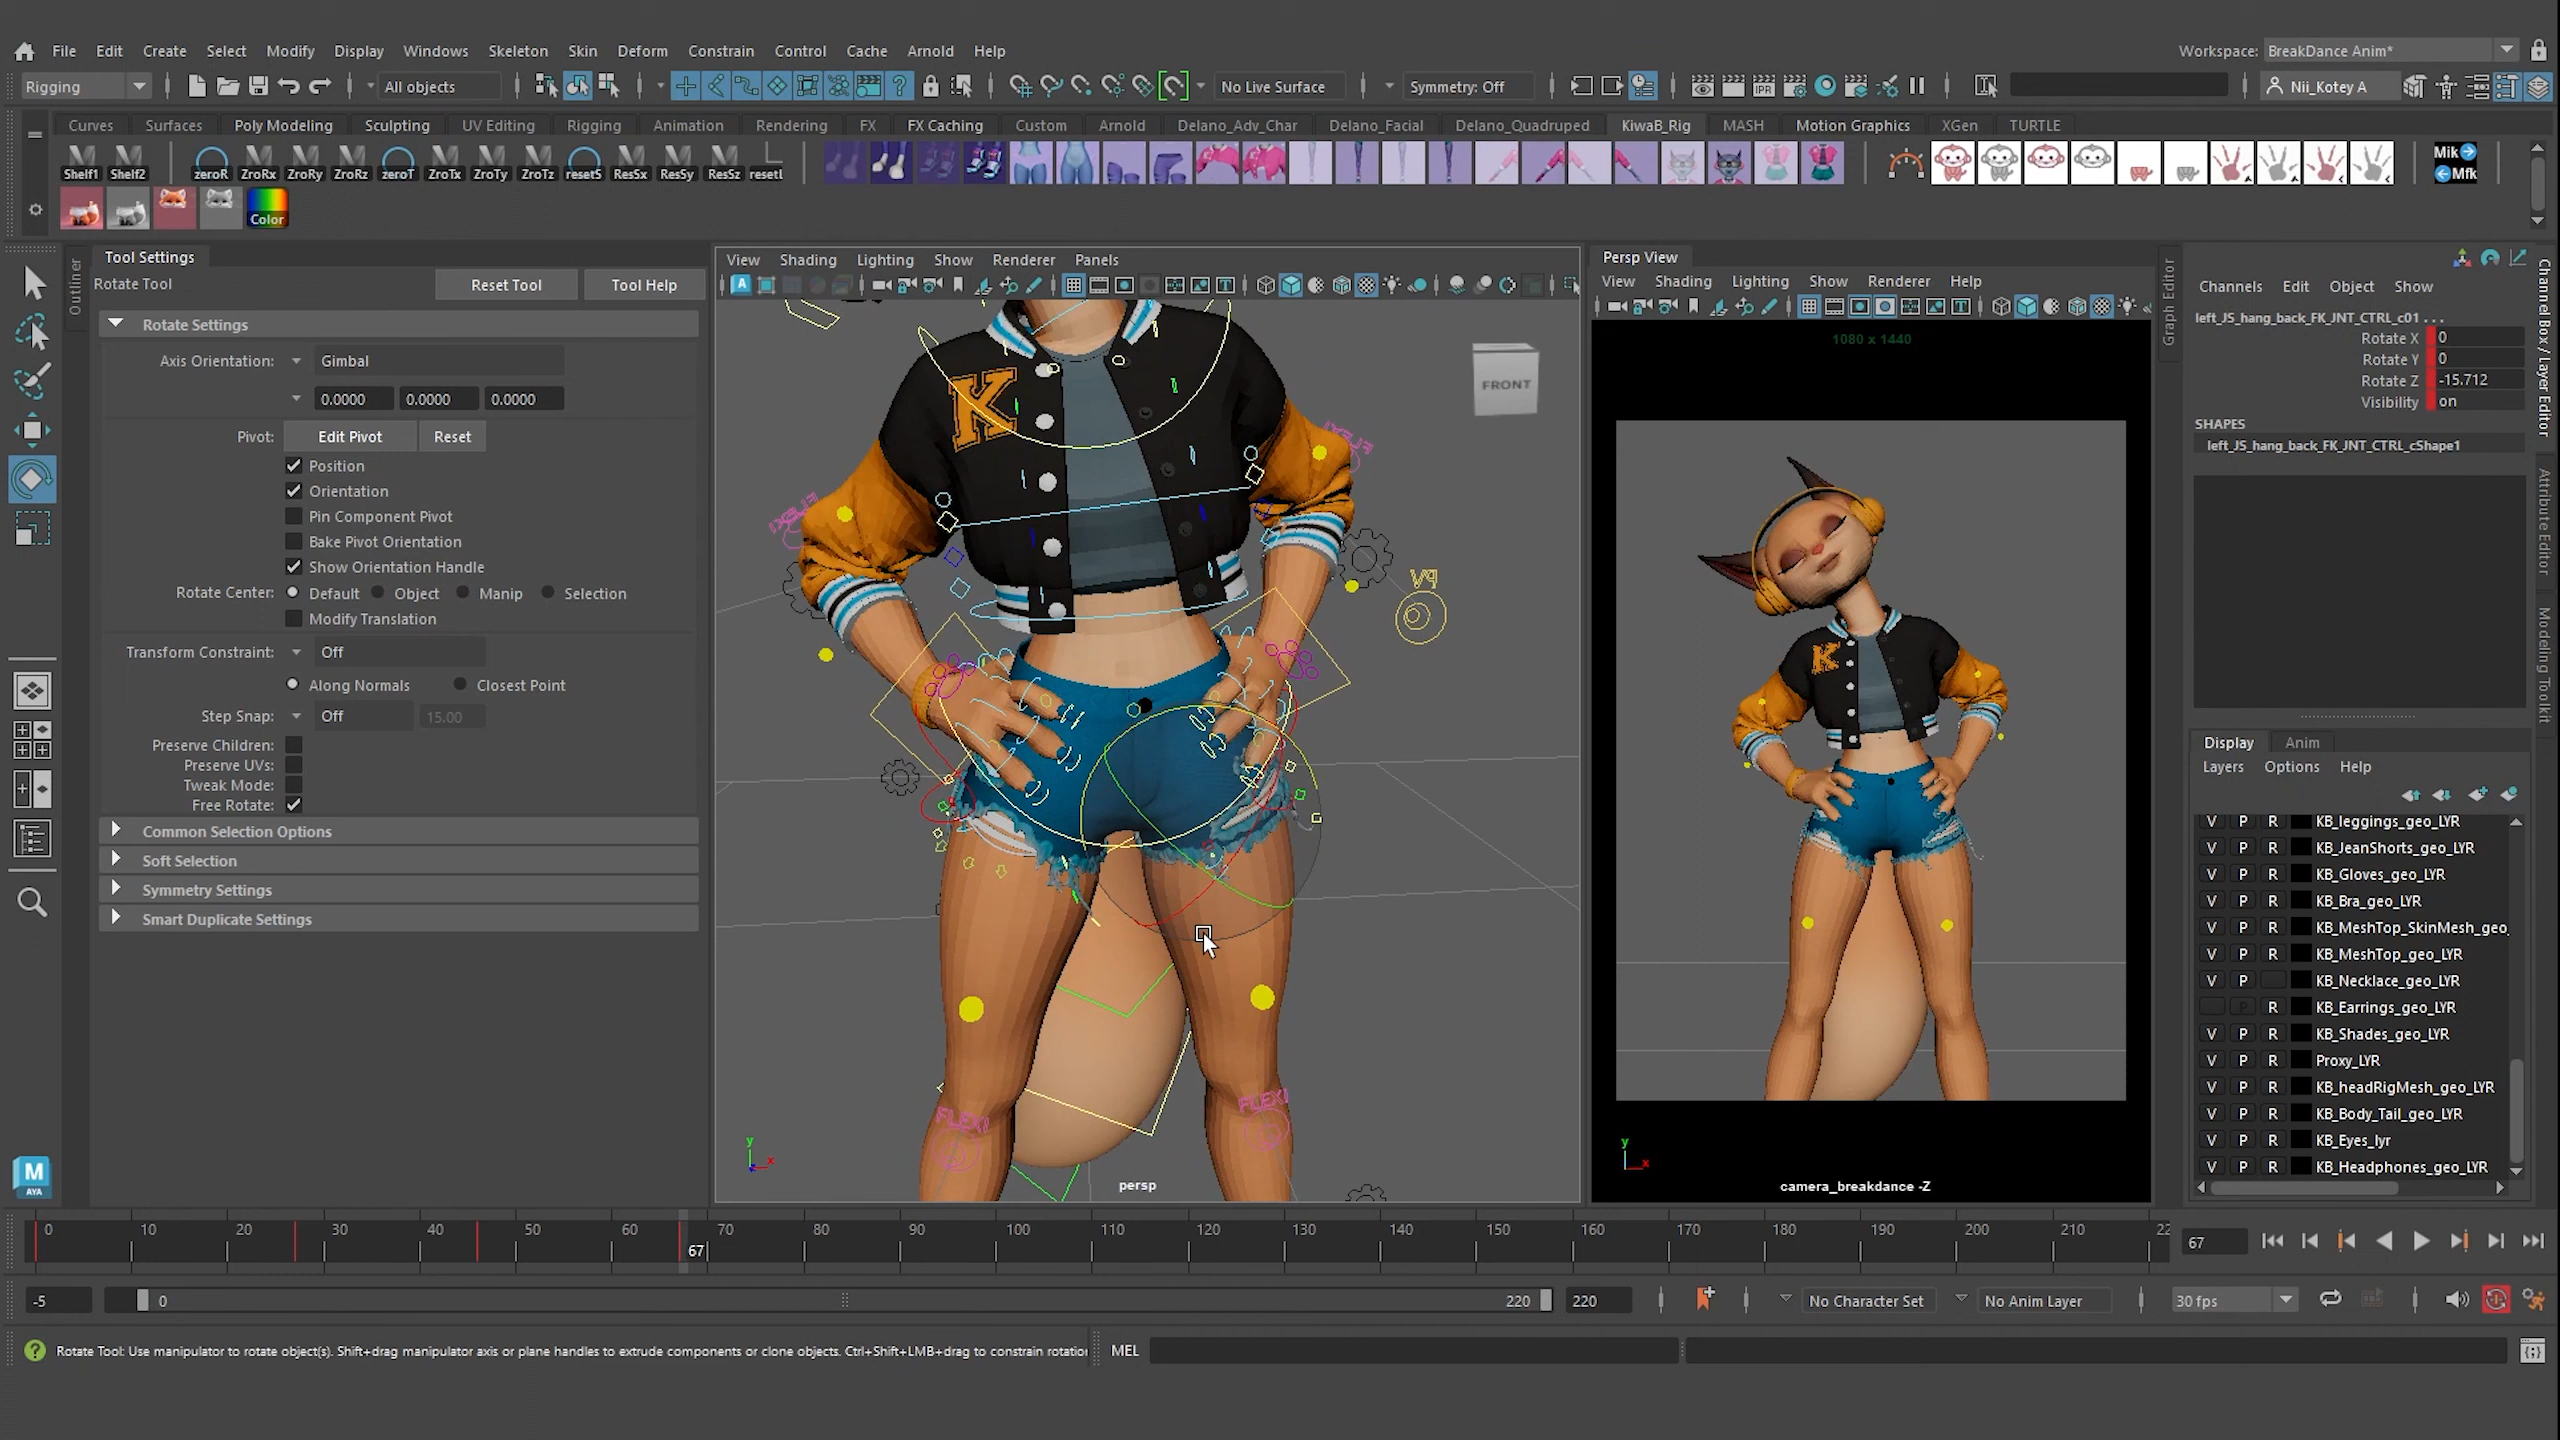 File Edit Create Select Modify Display Windows Skeleton Skin Deform Constrain Control Cache Arnold Help
Workspace: BreakDance Anim*
Rigging All objects No Live Surface Symmetry: Off IPR Nii_Kotey A
Curves Surfaces Poly Modeling Sculpting UV Editing Rigging Animation Rendering FX FX Caching Custom Arnold Delano_Adv_Char Delano_Facial Delano_Quadruped KiwaB_Rig MASH Motion Graphics XGen TURTLE
Shelf1 Shelf2 zeroR ZroRx ZroRy ZroRz zeroT ZroTx ZroTy ZroTz resetS ResSx ResSy ResSz resetL
Mik
Mfk
Color
Outliner
Tool Settings
Rotate Tool
Reset Tool
Tool Help
Rotate Settings
Axis Orientation: Gimbal
0.0000 0.0000 0.0000
Pivot: Edit Pivot Reset
Position
Orientation
Pin Component Pivot
Bake Pivot Orientation
Show Orientation Handle
Rotate Center: Default Object Manip Selection
Modify Translation
Transform Constraint: Off
Along Normals Closest Point
Step Snap: Off 15.00
Preserve Children:
Preserve UVs:
Tweak Mode:
Free Rotate:
Common Selection Options
Soft Selection
Symmetry Settings
Smart Duplicate Settings
M
AYA
View Shading Lighting Show Renderer Panels
FRONT
K
FLEXI
FLEXI
FLEXI
FLEXI
PV
y
x
persp
Persp View
View Shading Lighting Show Renderer Help
1080 x 1440
K
y
x
camera_breakdance -Z
Graph Editor
Channels Edit Object Show
left_JS_hang_back_FK_JNT_CTRL_c01 . . .
Rotate X 0
Rotate Y 0
Rotate Z -15.712
Visibility on
SHAPES
left_JS_hang_back_FK_JNT_CTRL_cShape1
Channel Box / Layer Editor
Attribute Editor
Modeling Toolkit
Display Anim
Layers Options Help
V P R KB_leggings_geo_LYR
V P R KB_JeanShorts_geo_LYR
V P R KB_Gloves_geo_LYR
V P R KB_Bra_geo_LYR
V P R KB_MeshTop_SkinMesh_geo_
V P R KB_MeshTop_geo_LYR
V P KB_Necklace_geo_LYR
P R KB_Earrings_geo_LYR
V P R KB_Shades_geo_LYR
V P R Proxy_LYR
V P R KB_headRigMesh_geo_LYR
V P R KB_Body_Tail_geo_LYR
V P R KB_Eyes_lyr
V P R KB_Headphones_geo_LYR
0 10 20 30 40 50 60 70 80 90 100 110 120 130 140 150 160 170 180 190 200 210 22
67
67
-5 0 220 220 No Character Set No Anim Layer 30 fps
Rotate Tool: Use manipulator to rotate object(s). Shift+drag manipulator axis or plane handles to extrude components or clone objects. Ctrl+Shift+LMB+drag to constrain rotation
MEL